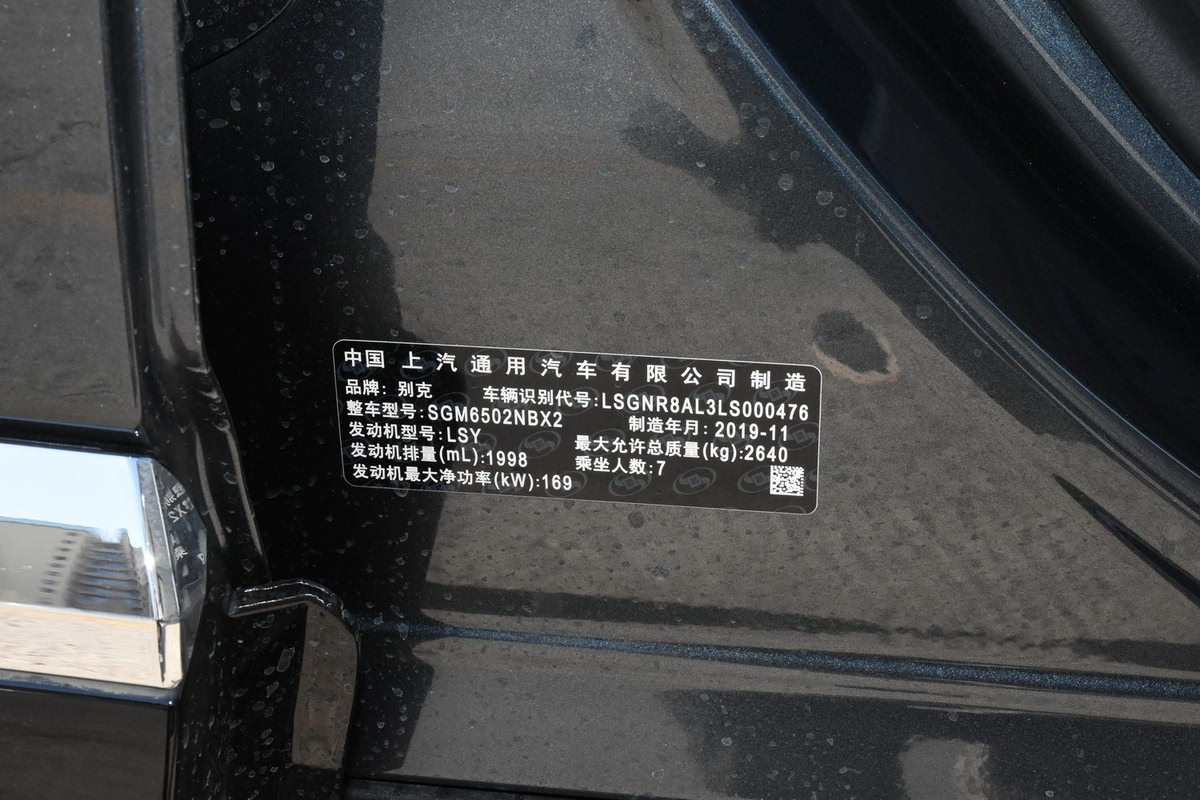 中国 上汽通用汽车有限公司制造
品牌: 别克 车辆识别代号:LSGNR8AL3LS000476
整车型号:SGM6502NBX2 制造年月: 2019-11
发动机型号:LSY 最大允许总质量(kg):2640
发动机排量(mL):1998 乘坐人数:7
发动机最大净功率(kW):169